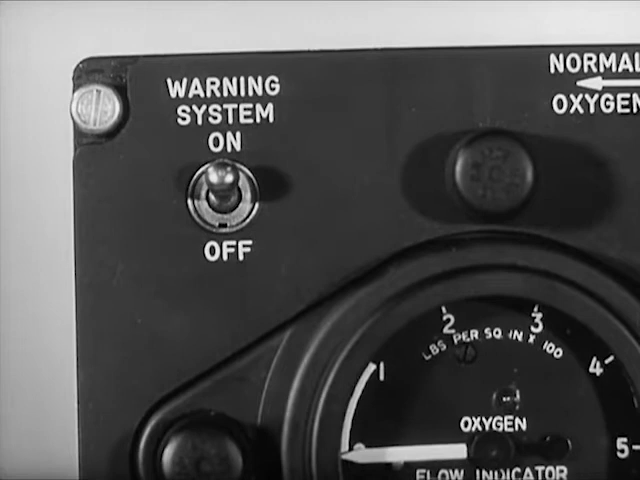 WARNING
SYSTEM
ON
OFF
NORMAL
OXYGEN
1 2 3 4 5
LBS PER SQ. IN X 100
OXYGEN
FLOW INDICATOR